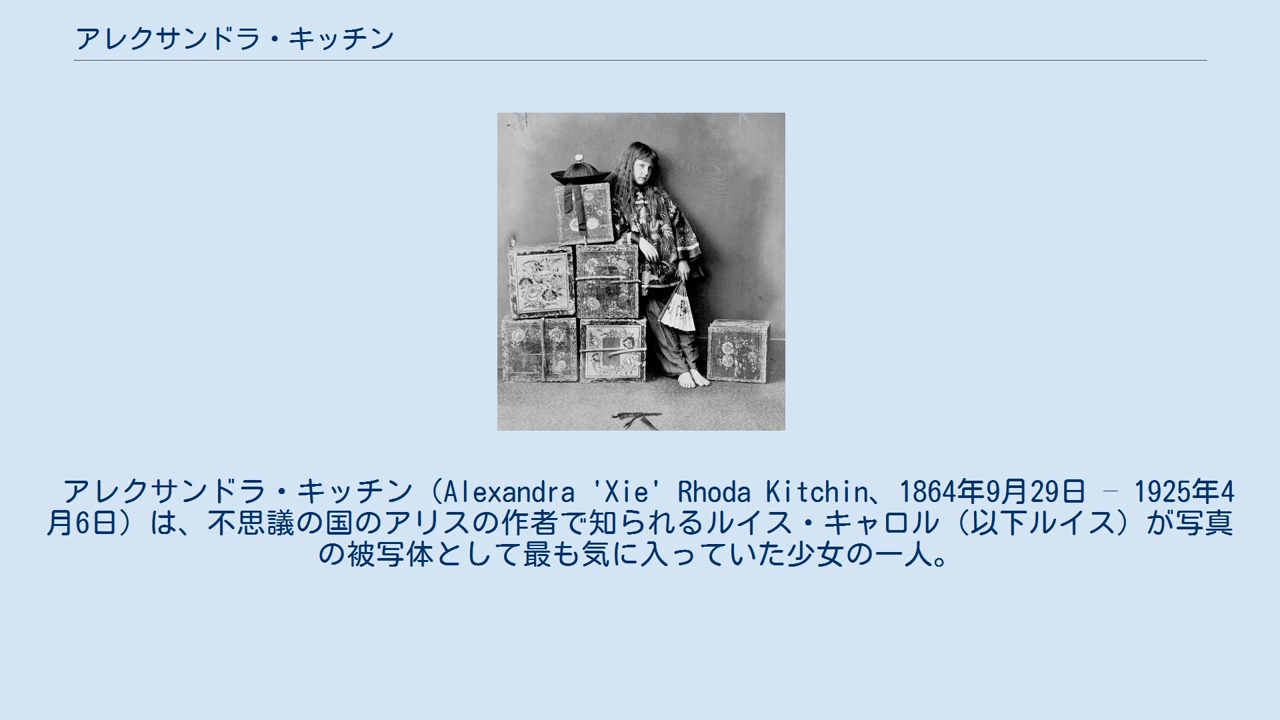 アレクサンドラ・キッチン
アレクサンドラ・キッチン（Alexandra 'Xie' Rhoda Kitchin、1864年9月29日 – 1925年4
月6日）は、不思議の国のアリスの作者で知られるルイス・キャロル（以下ルイス）が写真
の被写体として最も気に入っていた少女の一人。